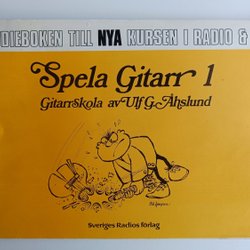 DIEBOKEN TILL NYA KURSEN I RADIO &
Spela Gitarr 1
Gitarrskola av Ulf G. Åhslund
Sveriges Radios förlag